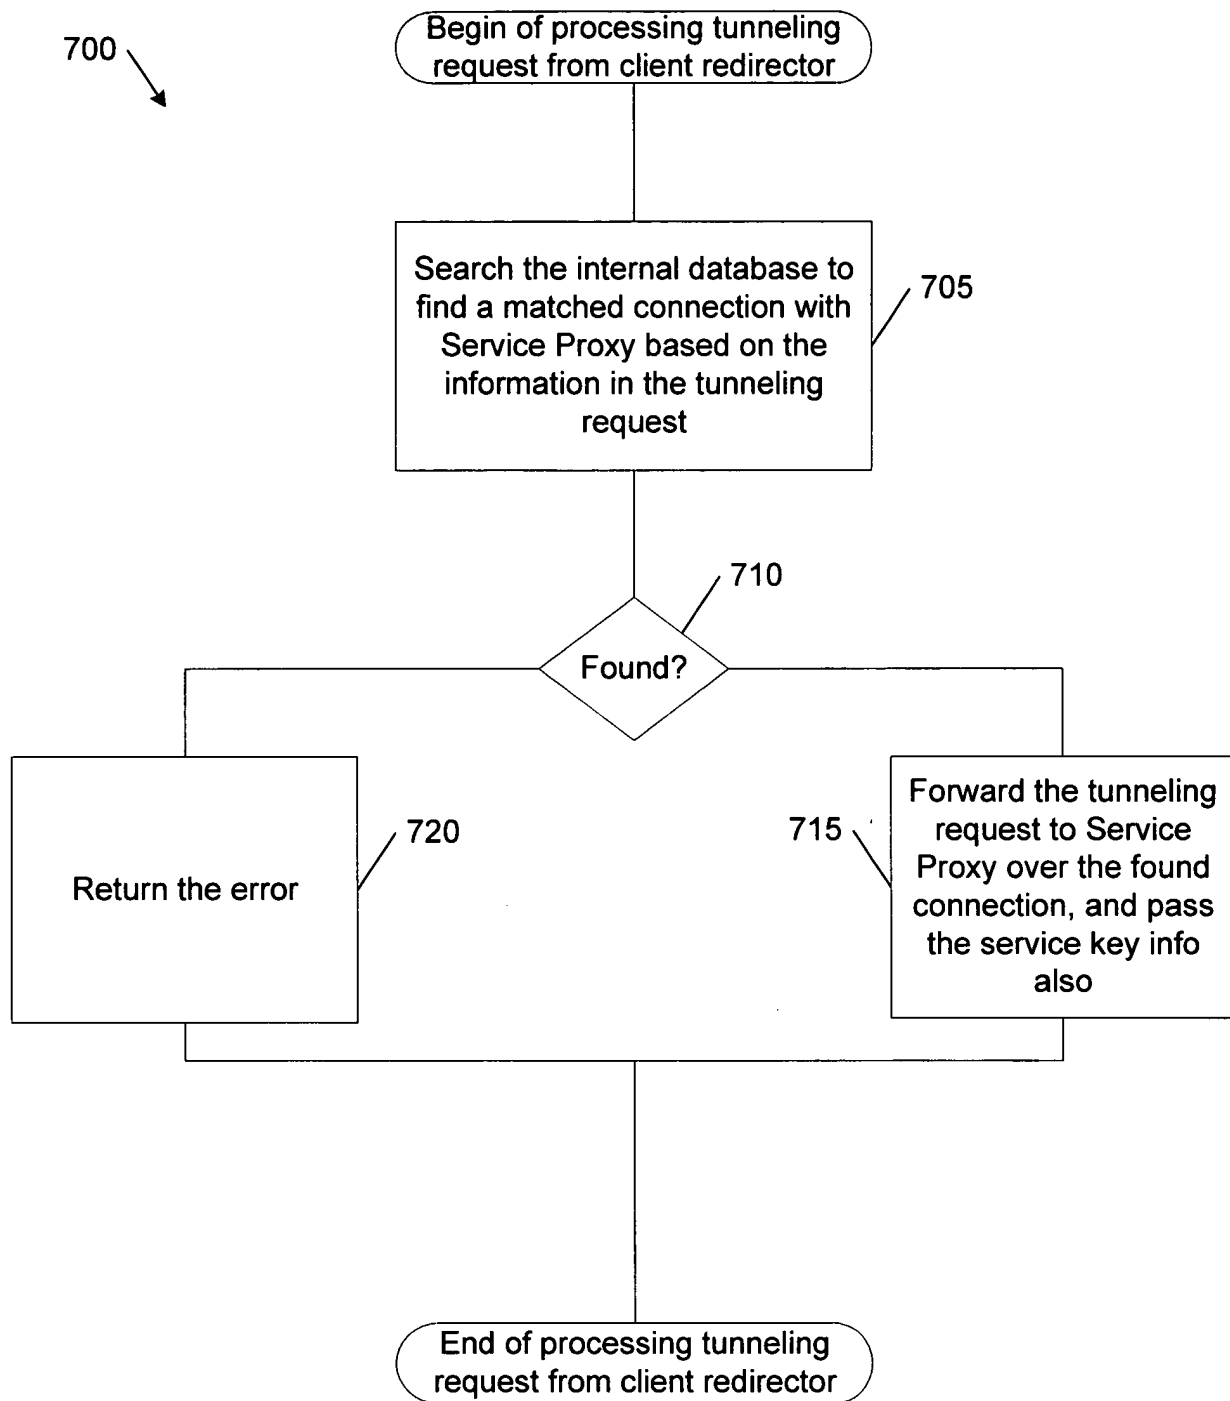 Begin of processing tunneling
request from client redirector
700
Search the internal database to
find a matched connection with
Service Proxy based on the
information in the tunneling
request
705
710
Found?
Return the error
720
715
Forward the tunneling
request to Service
Proxy over the found
connection, and pass
the service key info
also
End of processing tunneling
request from client redirector